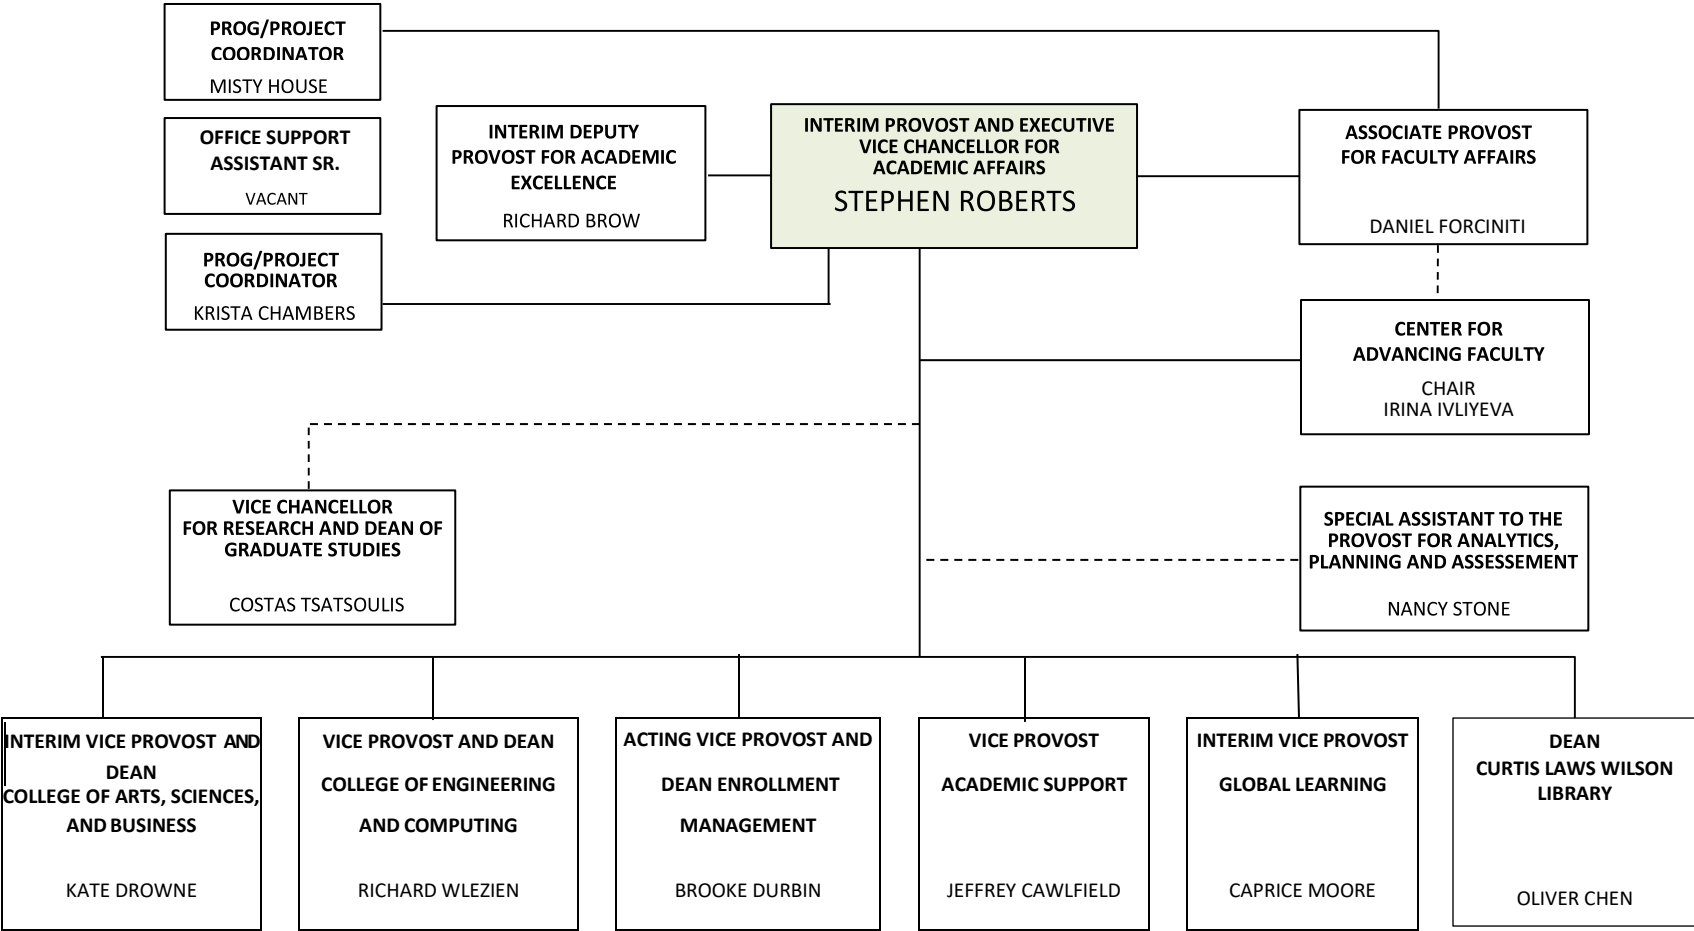 PROG/PROJECT
COORDINATOR
MISTY HOUSE
OFFICE SUPPORT
ASSISTANT SR.
VACANT
PROG/PROJECT
COORDINATOR
KRISTA CHAMBERS
INTERIM DEPUTY
PROVOST FOR ACADEMIC
EXCELLENCE
RICHARD BROW
INTERIM PROVOST AND EXECUTIVE
VICE CHANCELLOR FOR
ACADEMIC AFFAIRS
STEPHEN ROBERTS
ASSOCIATE PROVOST
FOR FACULTY AFFAIRS
DANIEL FORCINITI
CENTER FOR
ADVANCING FACULTY
CHAIR
IRINA IVLIYEVA
VICE CHANCELLOR
FOR RESEARCH AND DEAN OF
GRADUATE STUDIES
COSTAS TSATSOULIS
SPECIAL ASSISTANT TO THE
PROVOST FOR ANALYTICS,
PLANNING AND ASSESSEMENT
NANCY STONE
INTERIM VICE PROVOST AND
DEAN
COLLEGE OF ARTS, SCIENCES,
AND BUSINESS
KATE DROWNE
VICE PROVOST AND DEAN
COLLEGE OF ENGINEERING
AND COMPUTING
RICHARD WLEZIEN
ACTING VICE PROVOST AND
DEAN ENROLLMENT
MANAGEMENT
BROOKE DURBIN
VICE PROVOST
ACADEMIC SUPPORT
JEFFREY CAWLFIELD
INTERIM VICE PROVOST
GLOBAL LEARNING
CAPRICE MOORE
DEAN
CURTIS LAWS WILSON
LIBRARY
OLIVER CHEN